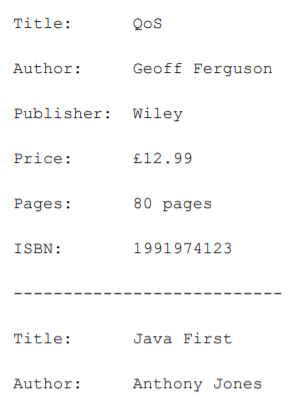 Title:      QoS
Author:     Geoff Ferguson
Publisher:  Wiley
Price:      £12.99
Pages:      80 pages
ISBN:       1991974123
---------------------------
Title:      Java First
Author:     Anthony Jones